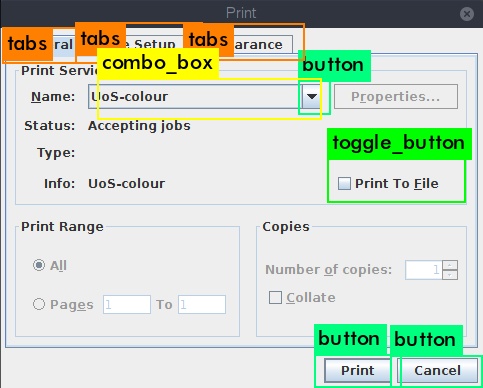 Print
tabs tabs tabs
ral e Setup arance
combo_box
button
Print Servic
Name: UoS-colour Properties...
Status: Accepting jobs
toggle_button
Type:
Info: UoS-colour Print To File
Print Range Copies
All Number of copies: 1
Pages 1 To 1 Collate
button button
Print Cancel